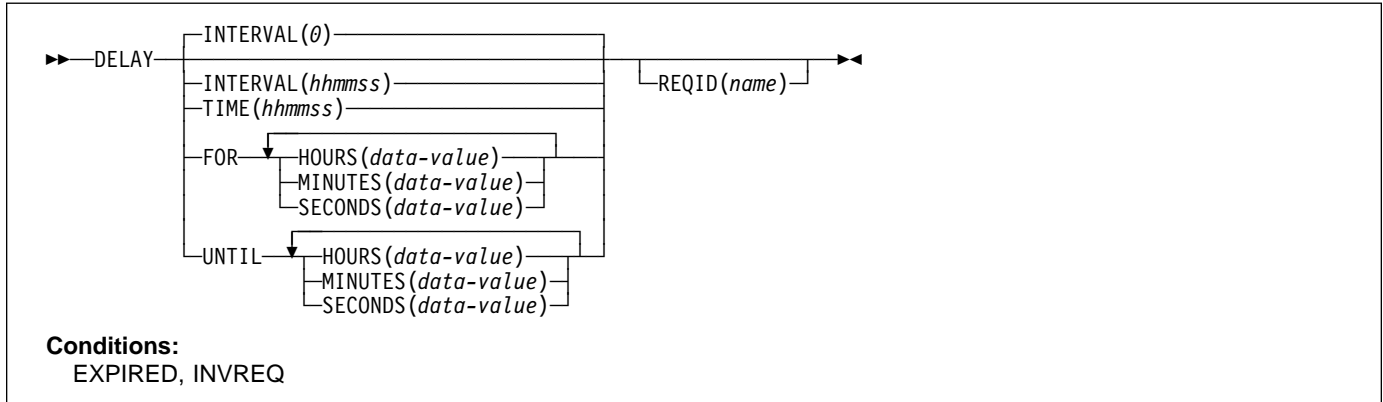 INTERVAL(0)
DELAY
INTERVAL(hhmmss)
REQID(name)
TIME(hhmmss)
FOR HOURS(data-value)
MINUTES(data-value)
SECONDS(data-value)
UNTIL HOURS(data-value)
MINUTES(data-value)
SECONDS(data-value)
Conditions:
EXPIRED, INVREQ